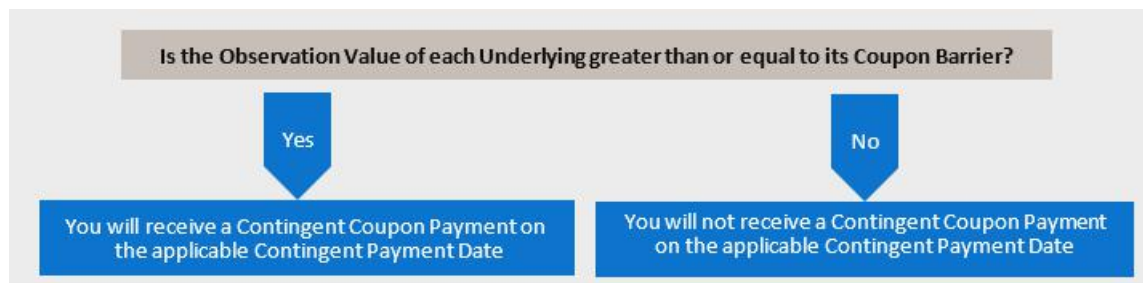 Is the Observation Value of each Underlying greater than or equal to its Coupon Barrier?
Yes
No
You will receive a Contingent Coupon Payment on
the applicable Contingent Payment Date
You will not receive a Contingent Coupon Payment
on the applicable Contingent Payment Date